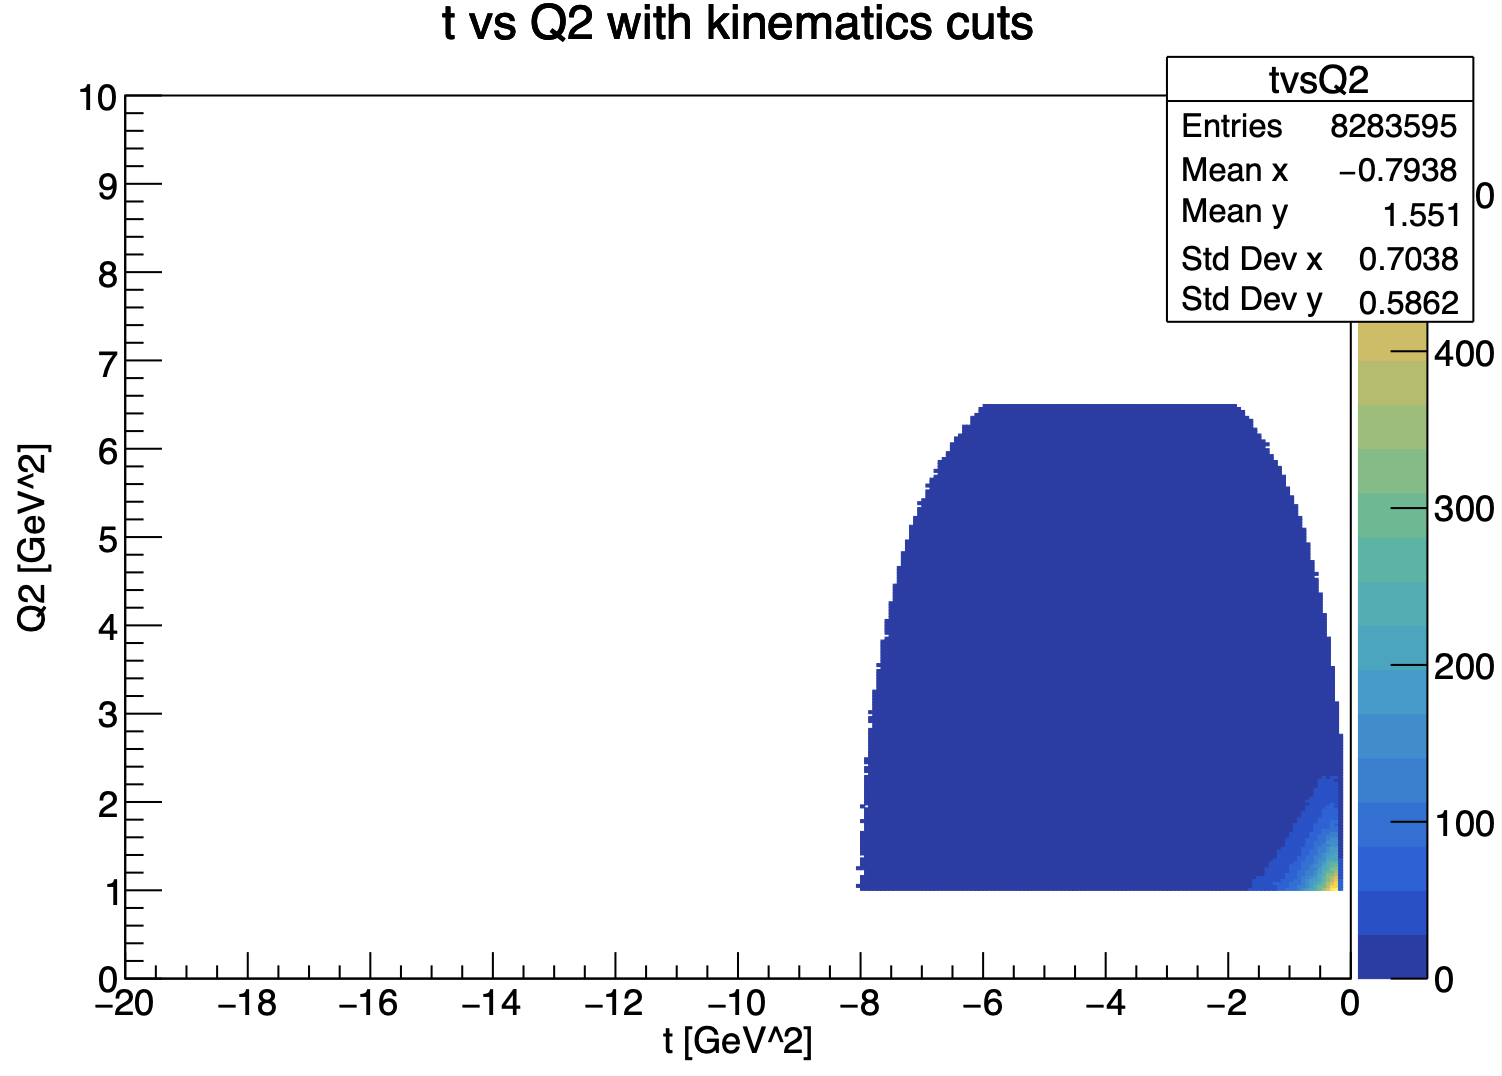 t vs Q2 with kinematics cuts
tvsQ2
Entries 8283595
Mean x −0.7938
Mean y 1.551
Std Dev x 0.7038
Std Dev y 0.5862
10
9
8
7
6
5
4
3
2
1
0
Q2 [GeV^2]
−20 −18 −16 −14 −12 −10 −8 −6 −4 −2 0
t [GeV^2]
0
400
300
200
100
0